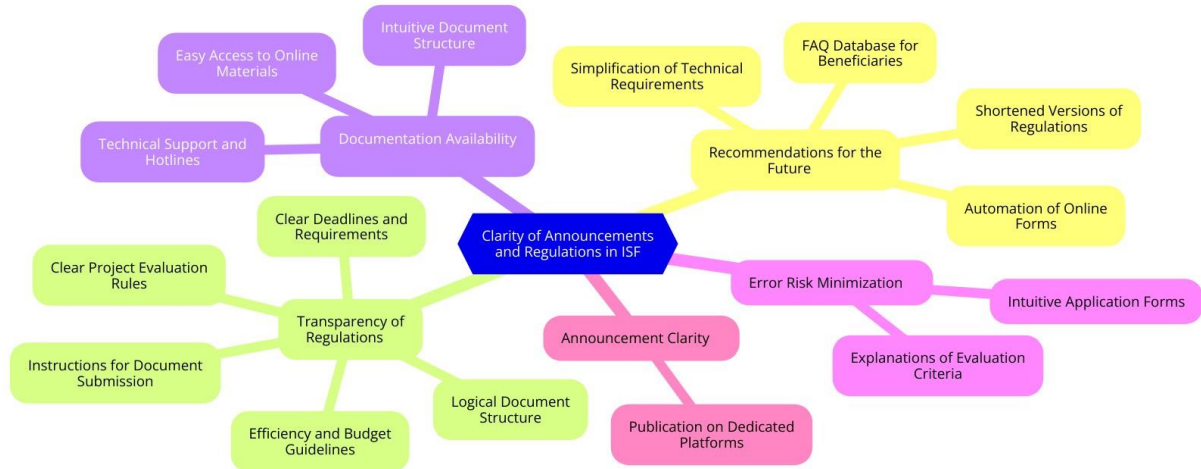 Clarity of Announcements
and Regulations in ISF
Documentation Availability
Easy Access to Online
Materials
Intuitive Document
Structure
Technical Support and
Hotlines
Recommendations for the
Future
Simplification of Technical
Requirements
FAQ Database for
Beneficiaries
Shortened Versions of
Regulations
Automation of Online
Forms
Transparency of
Regulations
Clear Deadlines and
Requirements
Clear Project Evaluation
Rules
Instructions for Document
Submission
Efficiency and Budget
Guidelines
Logical Document
Structure
Announcement Clarity
Publication on Dedicated
Platforms
Error Risk Minimization
Intuitive Application Forms
Explanations of Evaluation
Criteria